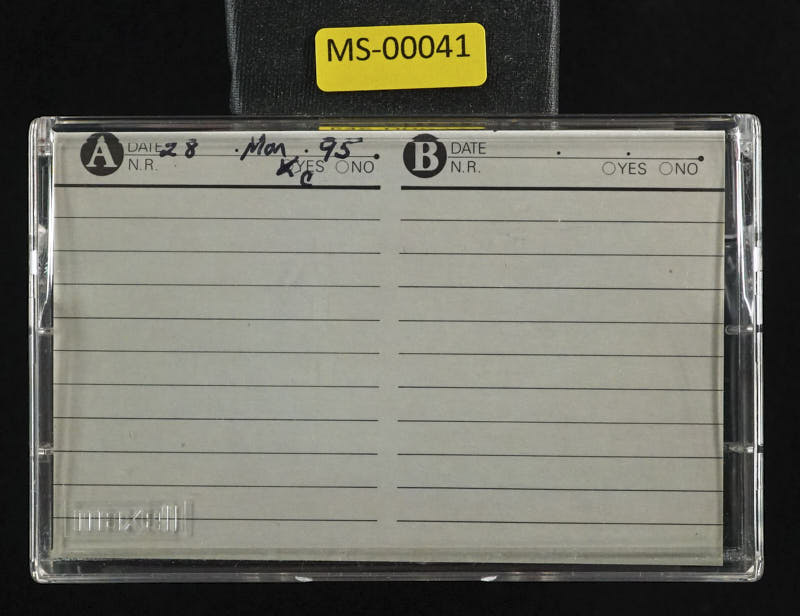 MS-00041
A DATE 28 . Mar . 95
N.R. YES NO
C
B DATE . .
N.R. YES NO
maxell